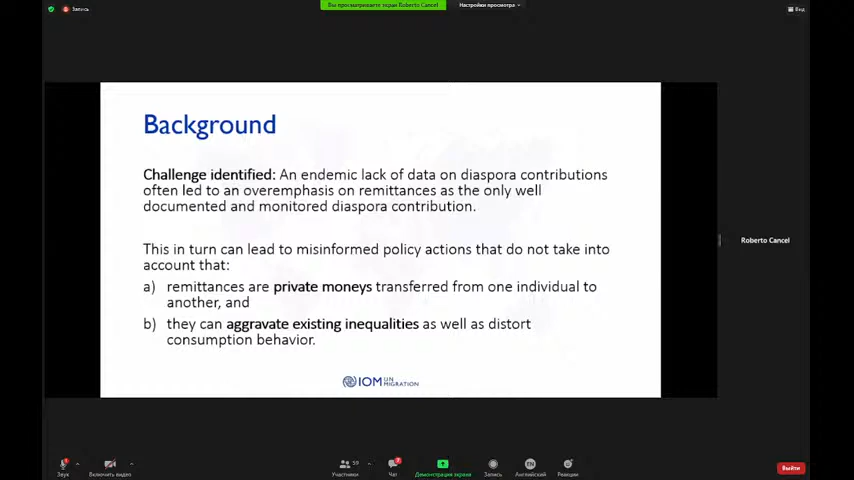 Запись
Вы просматриваете экран Roberto Cancel
Настройки просмотра
Вид
Background
Challenge identified: An endemic lack of data on diaspora contributions
often led to an overemphasis on remittances as the only well
documented and monitored diaspora contribution.
This in turn can lead to misinformed policy actions that do not take into
account that:
a) remittances are private moneys transferred from one individual to
another, and
b) they can aggravate existing inequalities as well as distort
consumption behavior.
IOM UN MIGRATION
Roberto Cancel
Звук
Включить видео
Участники
59
Чат
7
Демонстрация экрана
Запись
EN
Английский
Реакции
Выйти